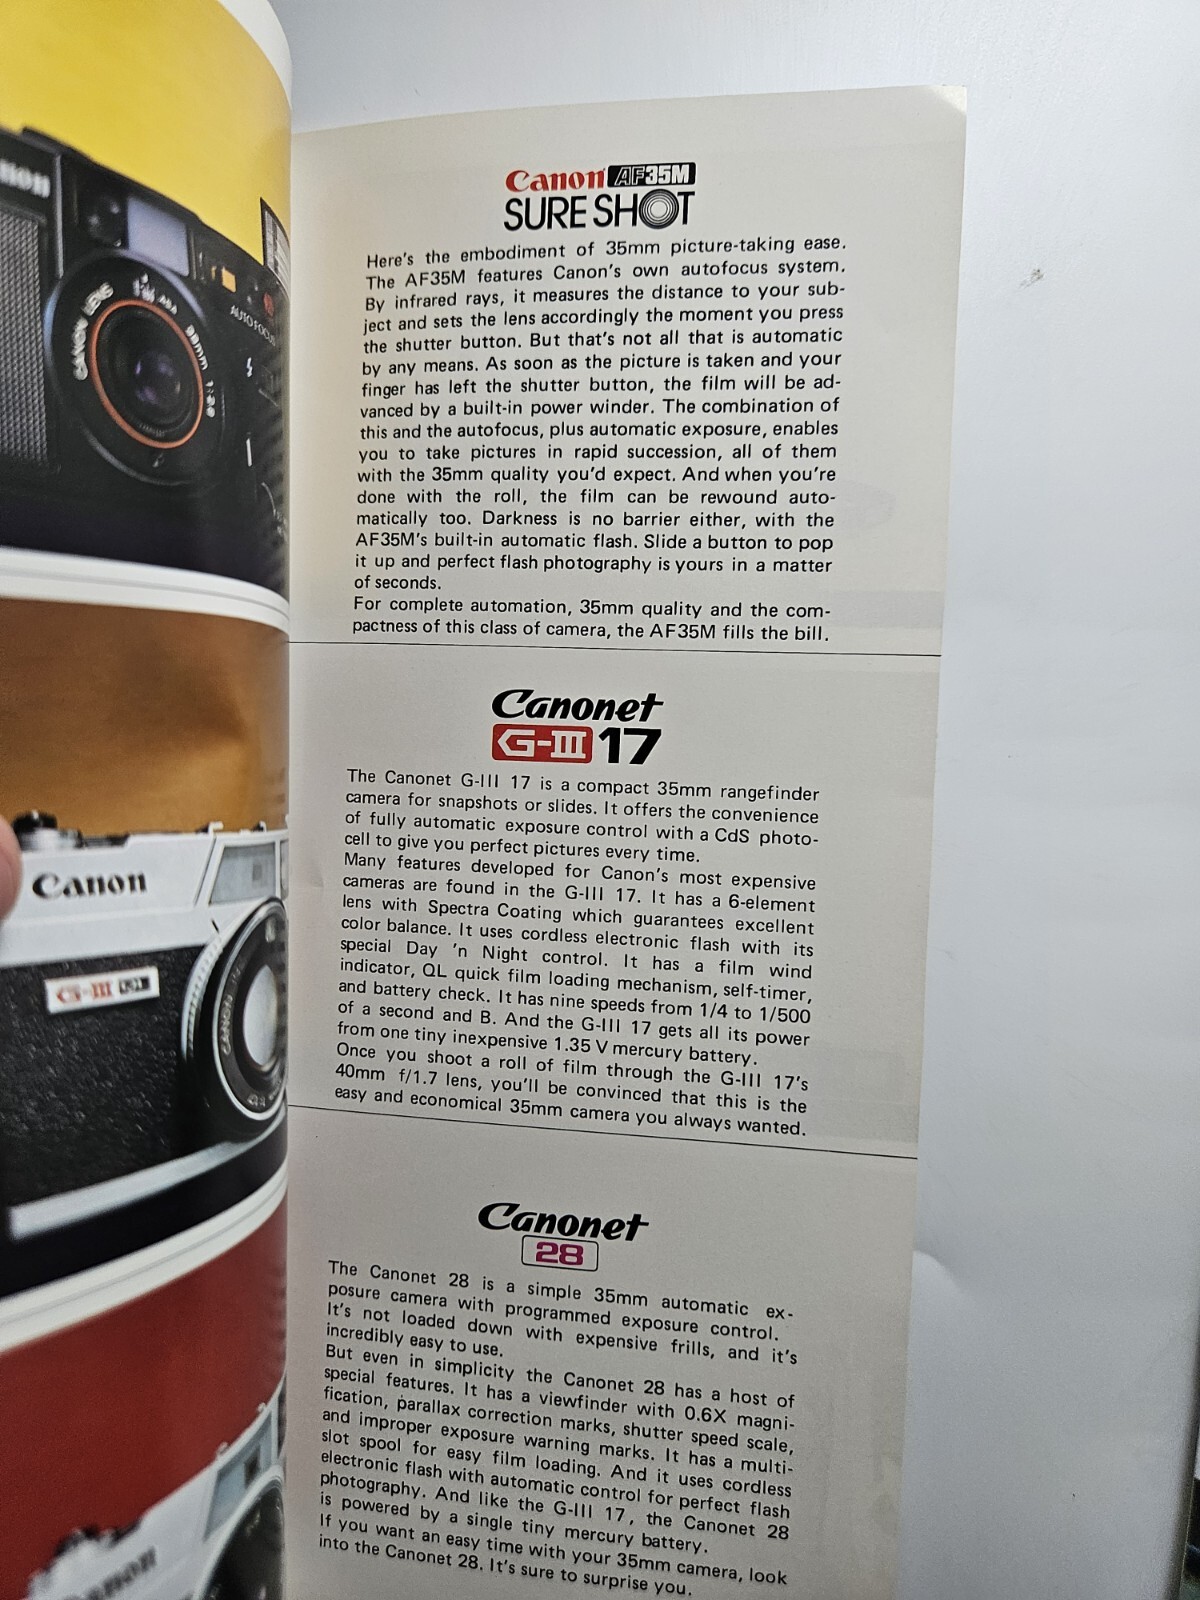 non
CANON LENS
38mm 1:2.8
AUTO FOCUS
Canon
G-III QL
CANON
Canon
Canon AF35M
SURE SHOT
Here's the embodiment of 35mm picture-taking ease.
The AF35M features Canon's own autofocus system.
By infrared rays, it measures the distance to your sub-
ject and sets the lens accordingly the moment you press
the shutter button. But that's not all that is automatic
by any means. As soon as the picture is taken and your
finger has left the shutter button, the film will be ad-
vanced by a built-in power winder. The combination of
this and the autofocus, plus automatic exposure, enables
you to take pictures in rapid succession, all of them
with the 35mm quality you'd expect. And when you're
done with the roll, the film can be rewound auto-
matically too. Darkness is no barrier either, with the
AF35M's built-in automatic flash. Slide a button to pop
it up and perfect flash photography is yours in a matter
of seconds.
For complete automation, 35mm quality and the com-
pactness of this class of camera, the AF35M fills the bill.
Canonet
G-III 17
The Canonet G-III 17 is a compact 35mm rangefinder
camera for snapshots or slides. It offers the convenience
of fully automatic exposure control with a CdS photo-
cell to give you perfect pictures every time.
Many features developed for Canon's most expensive
cameras are found in the G-III 17. It has a 6-element
lens with Spectra Coating which guarantees excellent
color balance. It uses cordless electronic flash with its
special Day 'n Night control. It has a film wind
indicator, QL quick film loading mechanism, self-timer,
and battery check. It has nine speeds from 1/4 to 1/500
of a second and B. And the G-III 17 gets all its power
from one tiny inexpensive 1.35 V mercury battery.
Once you shoot a roll of film through the G-III 17's
40mm f/1.7 lens, you'll be convinced that this is the
easy and economical 35mm camera you always wanted.
Canonet
28
The Canonet 28 is a simple 35mm automatic ex-
posure camera with programmed exposure control.
It's not loaded down with expensive frills, and it's
incredibly easy to use.
But even in simplicity the Canonet 28 has a host of
special features. It has a viewfinder with 0.6X magni-
fication, parallax correction marks, shutter speed scale,
and improper exposure warning marks. It has a multi-
slot spool for easy film loading. And it uses cordless
electronic flash with automatic control for perfect flash
photography. And like the G-III 17, the Canonet 28
is powered by a single tiny mercury battery.
If you want an easy time with your 35mm camera, look
into the Canonet 28. It's sure to surprise you.